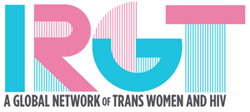 IRGT
A GLOBAL NETWORK OF TRANS WOMEN AND HIV